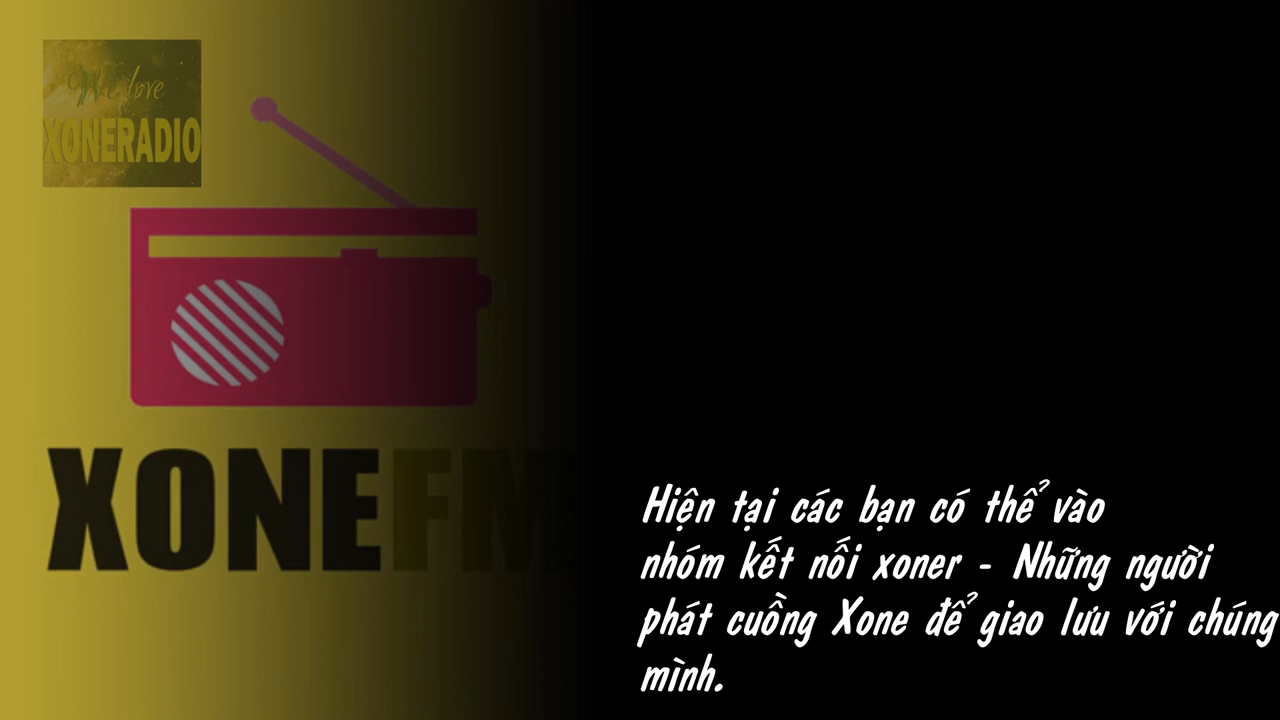 We love
XONERADIO
XONEFM
Hiện tại các bạn có thể vào
nhóm kết nối xoner - Những người
phát cuồng Xone để giao lưu với chúng
mình.